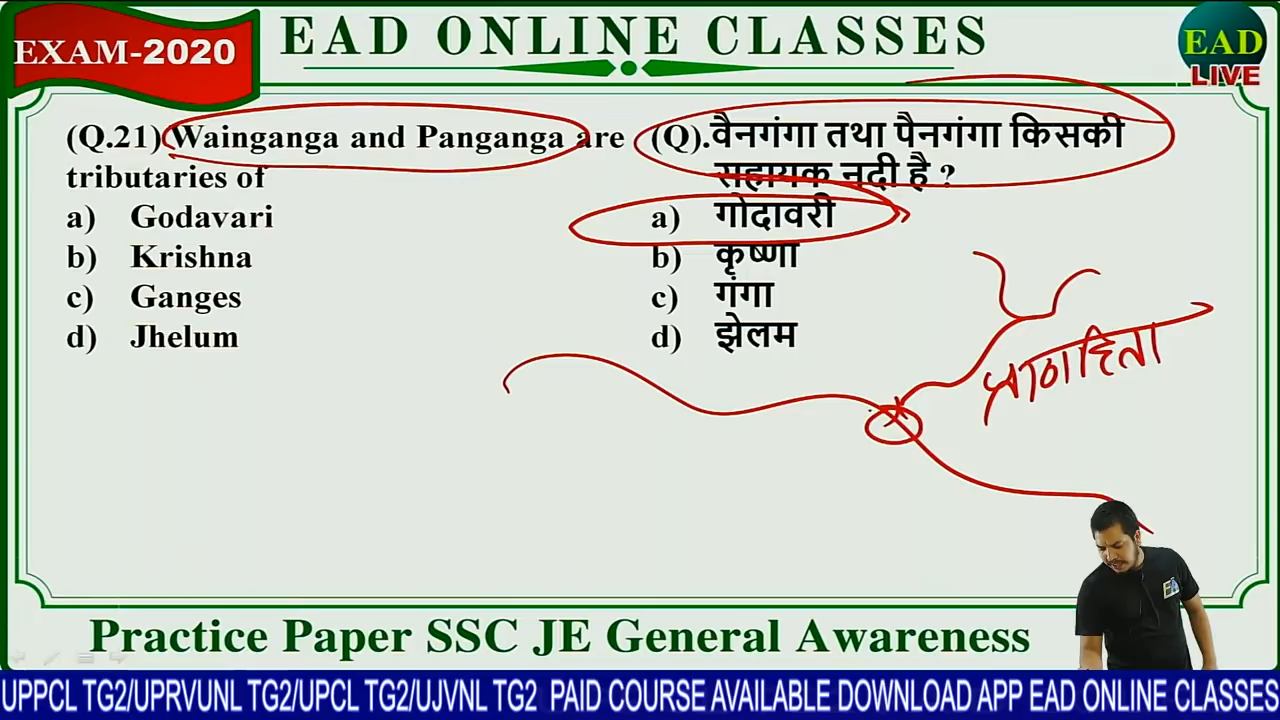 EXAM-2020
EAD ONLINE CLASSES
EAD
LIVE
(Q.21) Wainganga and Panganga are
tributaries of
a) Godavari
b) Krishna
c) Ganges
d) Jhelum
(Q).वैनगंगा तथा पैनगंगा किसकी
सहायक नदी है ?
a) गोदावरी
b) कृष्णा
c) गंगा
d) झेलम
प्राणहिता
Practice Paper SSC JE General Awareness
UPPCL TG2/UPRVUNL TG2/UPCL TG2/UJVNL TG2 PAID COURSE AVAILABLE DOWNLOAD APP EAD ONLINE CLASSES